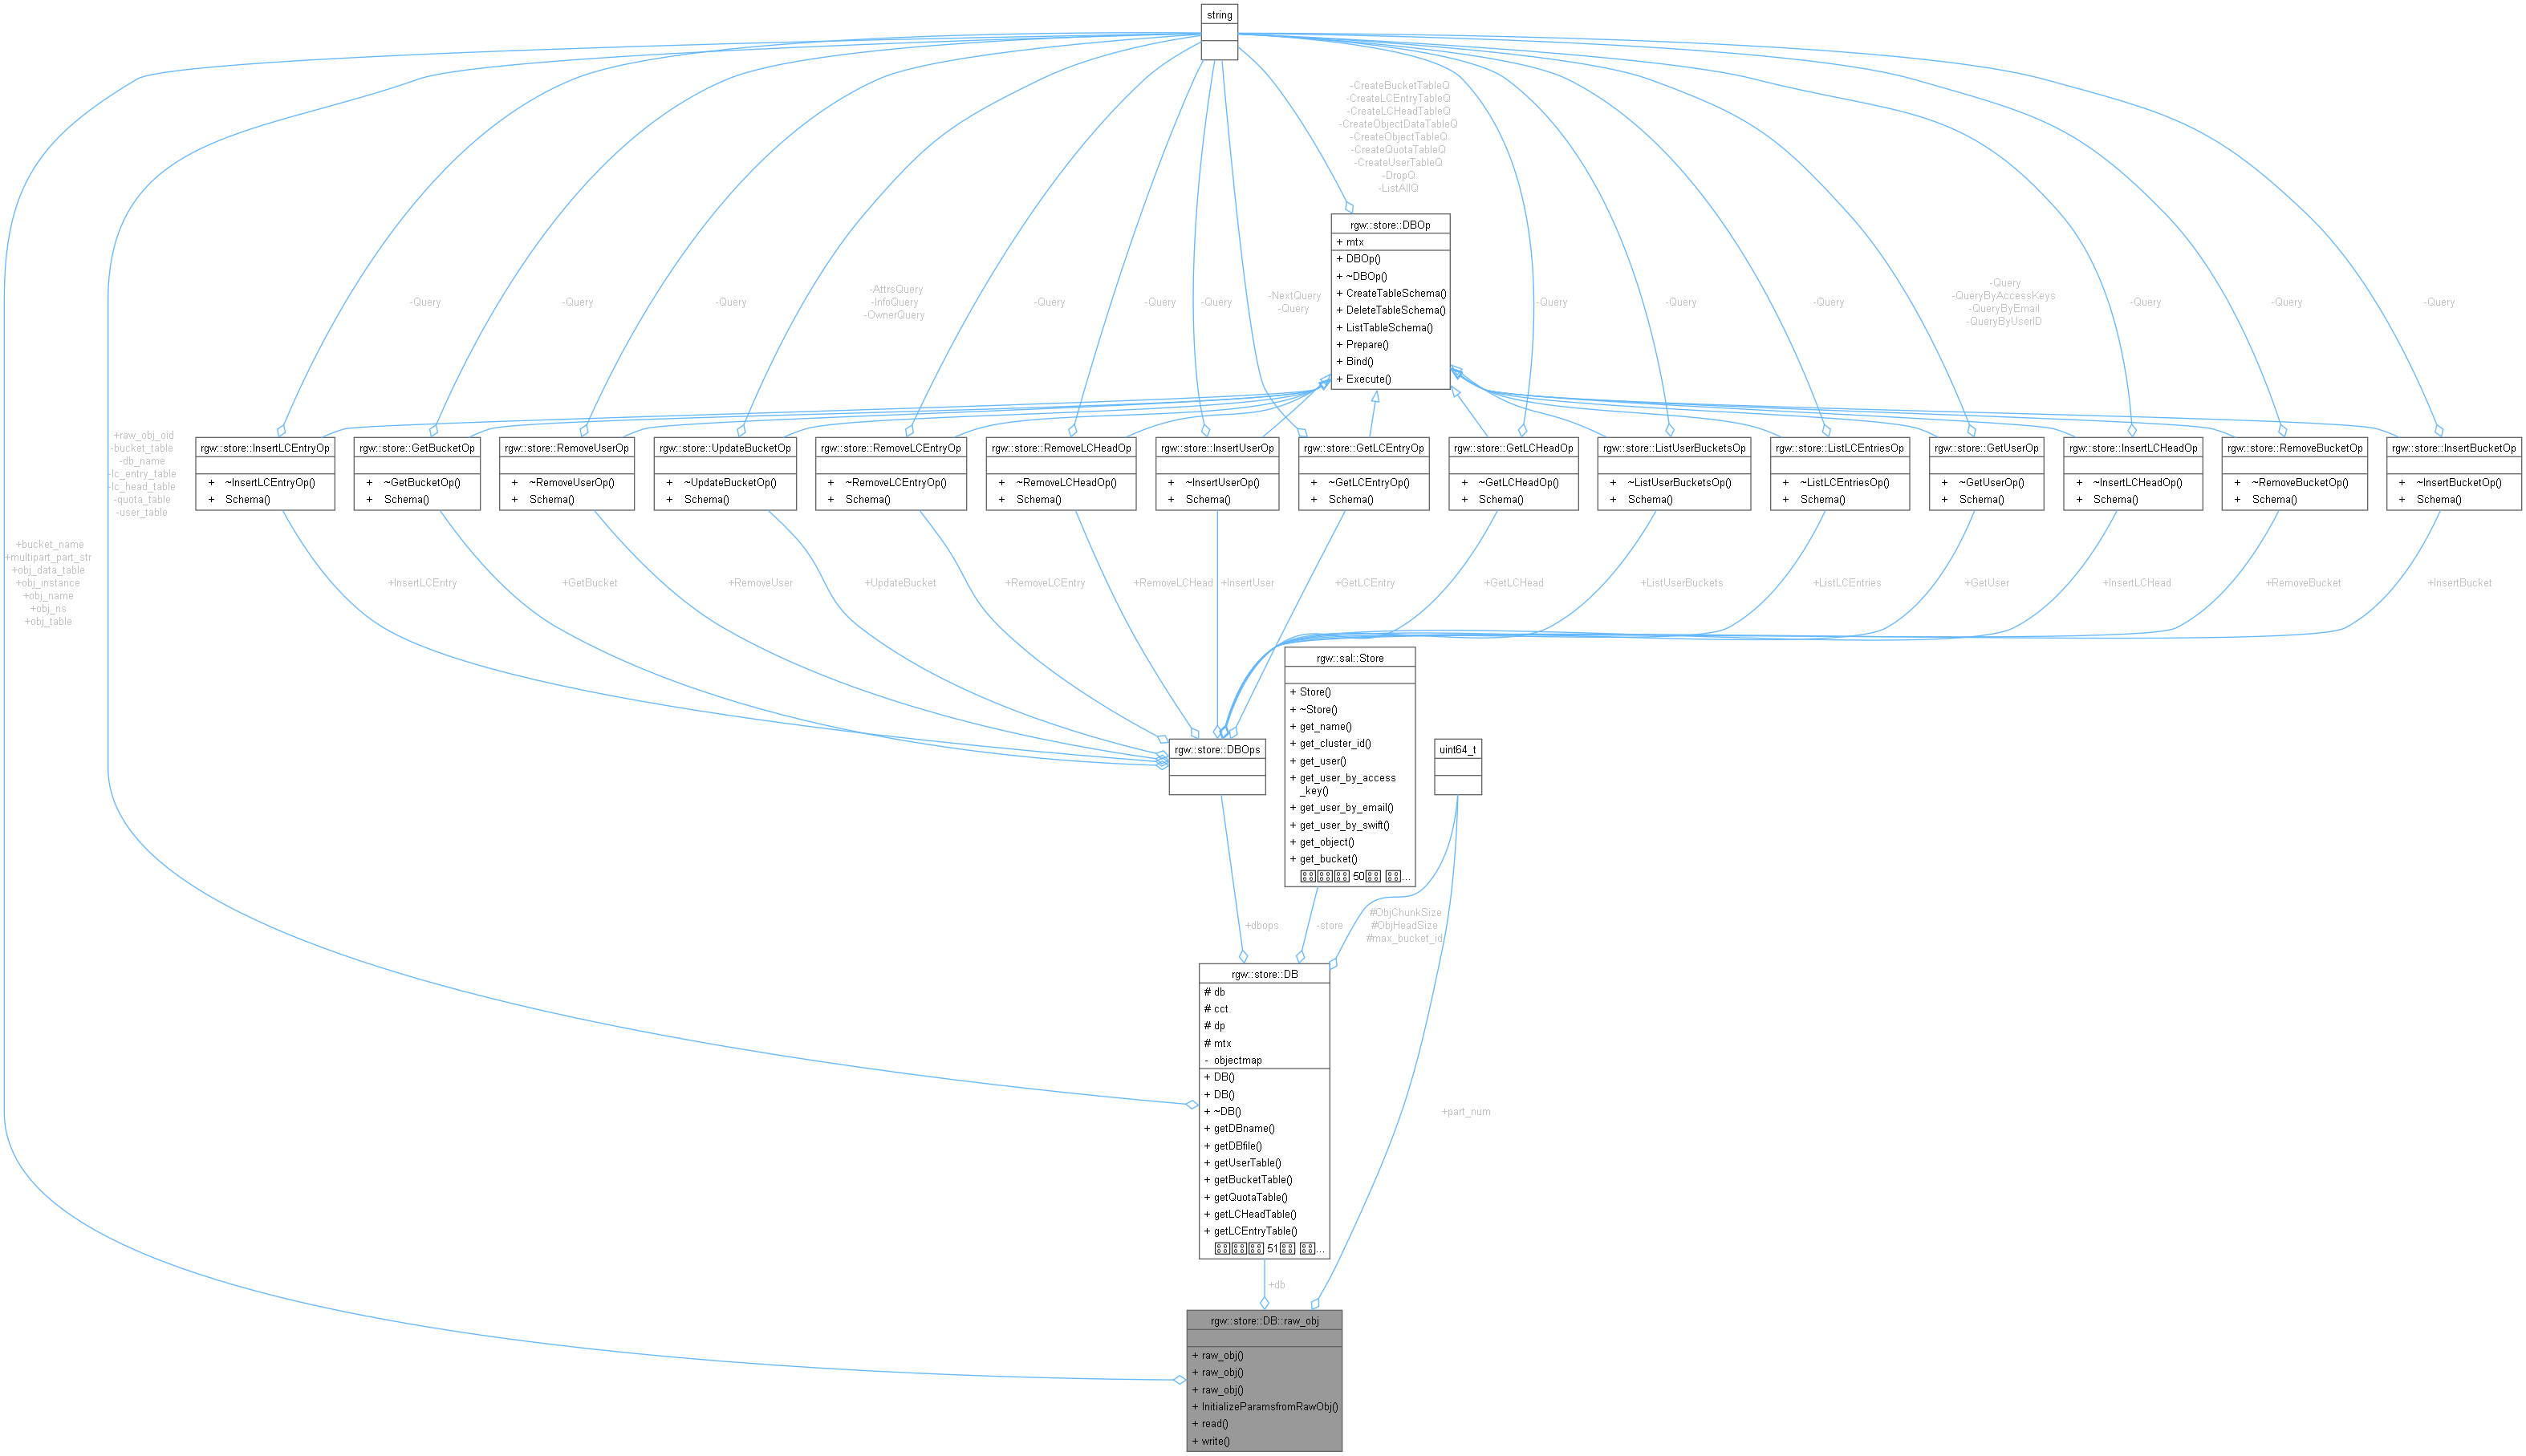 string
-CreateBucketTableQ
-CreateLCEntryTableQ
-CreateLCHeadTableQ
-CreateObjectDataTableQ
-CreateObjectTableQ
-CreateQuotaTableQ
-CreateUserTableQ
-DropQ
-ListAllQ
rgw::store::DBOp
+ mtx
+ DBOp()
+ ~DBOp()
+ CreateTableSchema()
+ DeleteTableSchema()
+ ListTableSchema()
+ Prepare()
+ Bind()
+ Execute()
-Query
-Query
-Query
-AttrsQuery
-InfoQuery
-OwnerQuery
-Query
-Query
-Query
-NextQuery
-Query
-Query
-Query
-Query
-Query
-QueryByAccessKeys
-QueryByEmail
-QueryByUserID
-Query
-Query
-Query
rgw::store::InsertLCEntryOp
+ ~InsertLCEntryOp()
+ Schema()
rgw::store::GetBucketOp
+ ~GetBucketOp()
+ Schema()
rgw::store::RemoveUserOp
+ ~RemoveUserOp()
+ Schema()
rgw::store::UpdateBucketOp
+ ~UpdateBucketOp()
+ Schema()
rgw::store::RemoveLCEntryOp
+ ~RemoveLCEntryOp()
+ Schema()
rgw::store::RemoveLCHeadOp
+ ~RemoveLCHeadOp()
+ Schema()
rgw::store::InsertUserOp
+ ~InsertUserOp()
+ Schema()
rgw::store::GetLCEntryOp
+ ~GetLCEntryOp()
+ Schema()
rgw::store::GetLCHeadOp
+ ~GetLCHeadOp()
+ Schema()
rgw::store::ListUserBucketsOp
+ ~ListUserBucketsOp()
+ Schema()
rgw::store::ListLCEntriesOp
+ ~ListLCEntriesOp()
+ Schema()
rgw::store::GetUserOp
+ ~GetUserOp()
+ Schema()
rgw::store::InsertLCHeadOp
+ ~InsertLCHeadOp()
+ Schema()
rgw::store::RemoveBucketOp
+ ~RemoveBucketOp()
+ Schema()
rgw::store::InsertBucketOp
+ ~InsertBucketOp()
+ Schema()
+raw_obj_oid
-bucket_table
-db_name
-lc_entry_table
-lc_head_table
-quota_table
-user_table
+bucket_name
+multipart_part_str
+obj_data_table
+obj_instance
+obj_name
+obj_ns
+obj_table
+InsertLCEntry
+GetBucket
+RemoveUser
+UpdateBucket
+RemoveLCEntry
+RemoveLCHead
+InsertUser
+GetLCEntry
+GetLCHead
+ListUserBuckets
+ListLCEntries
+GetUser
+InsertLCHead
+RemoveBucket
+InsertBucket
rgw::store::DBOps
rgw::sal::Store
+ Store()
+ ~Store()
+ get_name()
+ get_cluster_id()
+ get_user()
+ get_user_by_access
_key()
+ get_user_by_email()
+ get_user_by_swift()
+ get_object()
+ get_bucket()
50 ...
uint64_t
+dbops
-store
#ObjChunkSize
#ObjHeadSize
#max_bucket_id
rgw::store::DB
# db
# cct
# dp
# mtx
- objectmap
+ DB()
+ DB()
+ ~DB()
+ getDBname()
+ getDBfile()
+ getUserTable()
+ getBucketTable()
+ getQuotaTable()
+ getLCHeadTable()
+ getLCEntryTable()
51 ...
+part_num
+db
rgw::store::DB::raw_obj
+ raw_obj()
+ raw_obj()
+ raw_obj()
+ InitializeParamsfromRawObj()
+ read()
+ write()